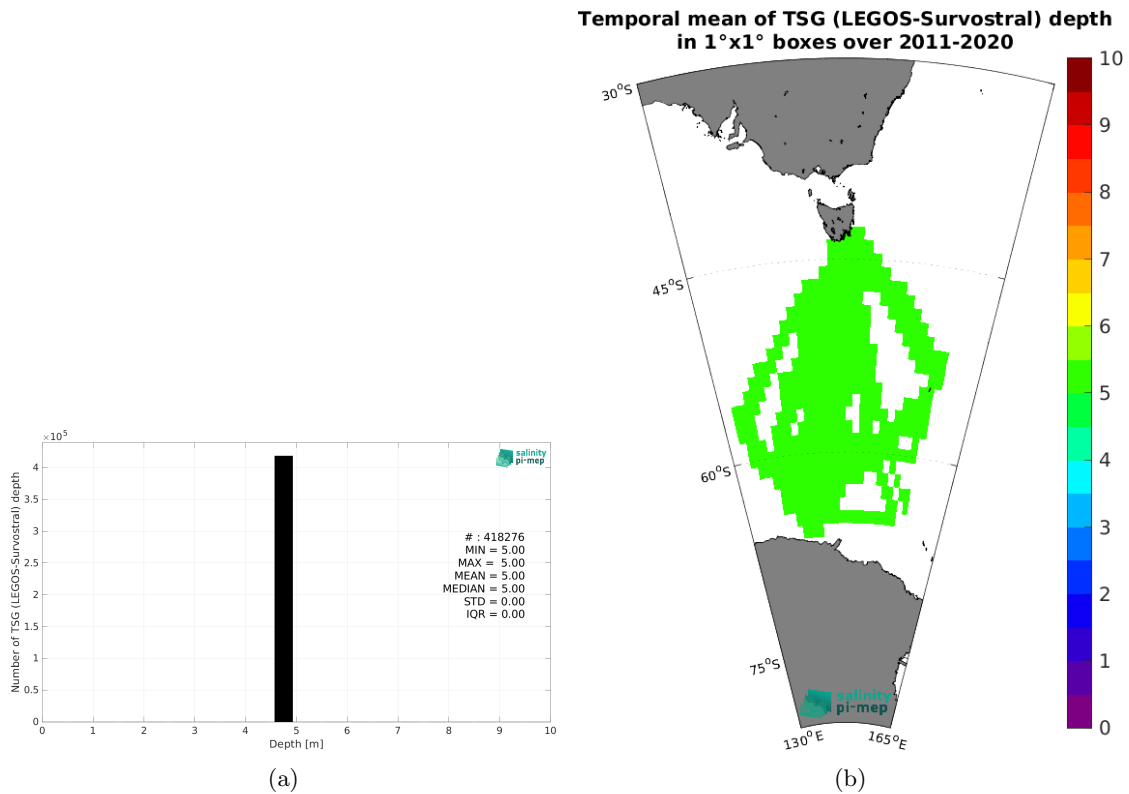 ×10⁵
4
3.5
3
2.5
2
1.5
1
0.5
0
Number of TSG (LEGOS-Survostral) depth
salinity
pi-mep
# : 418276
MIN = 5.00
MAX = 5.00
MEAN = 5.00
MEDIAN = 5.00
STD = 0.00
IQR = 0.00
0 1 2 3 4 5 6 7 8 9 10
Depth [m]
(a)
Temporal mean of TSG (LEGOS-Survostral) depth
in 1°x1° boxes over 2011-2020
30°S
45°S
60°S
75°S
130°E
165°E
salinity
pi-mep
10
9
8
7
6
5
4
3
2
1
0
(b)